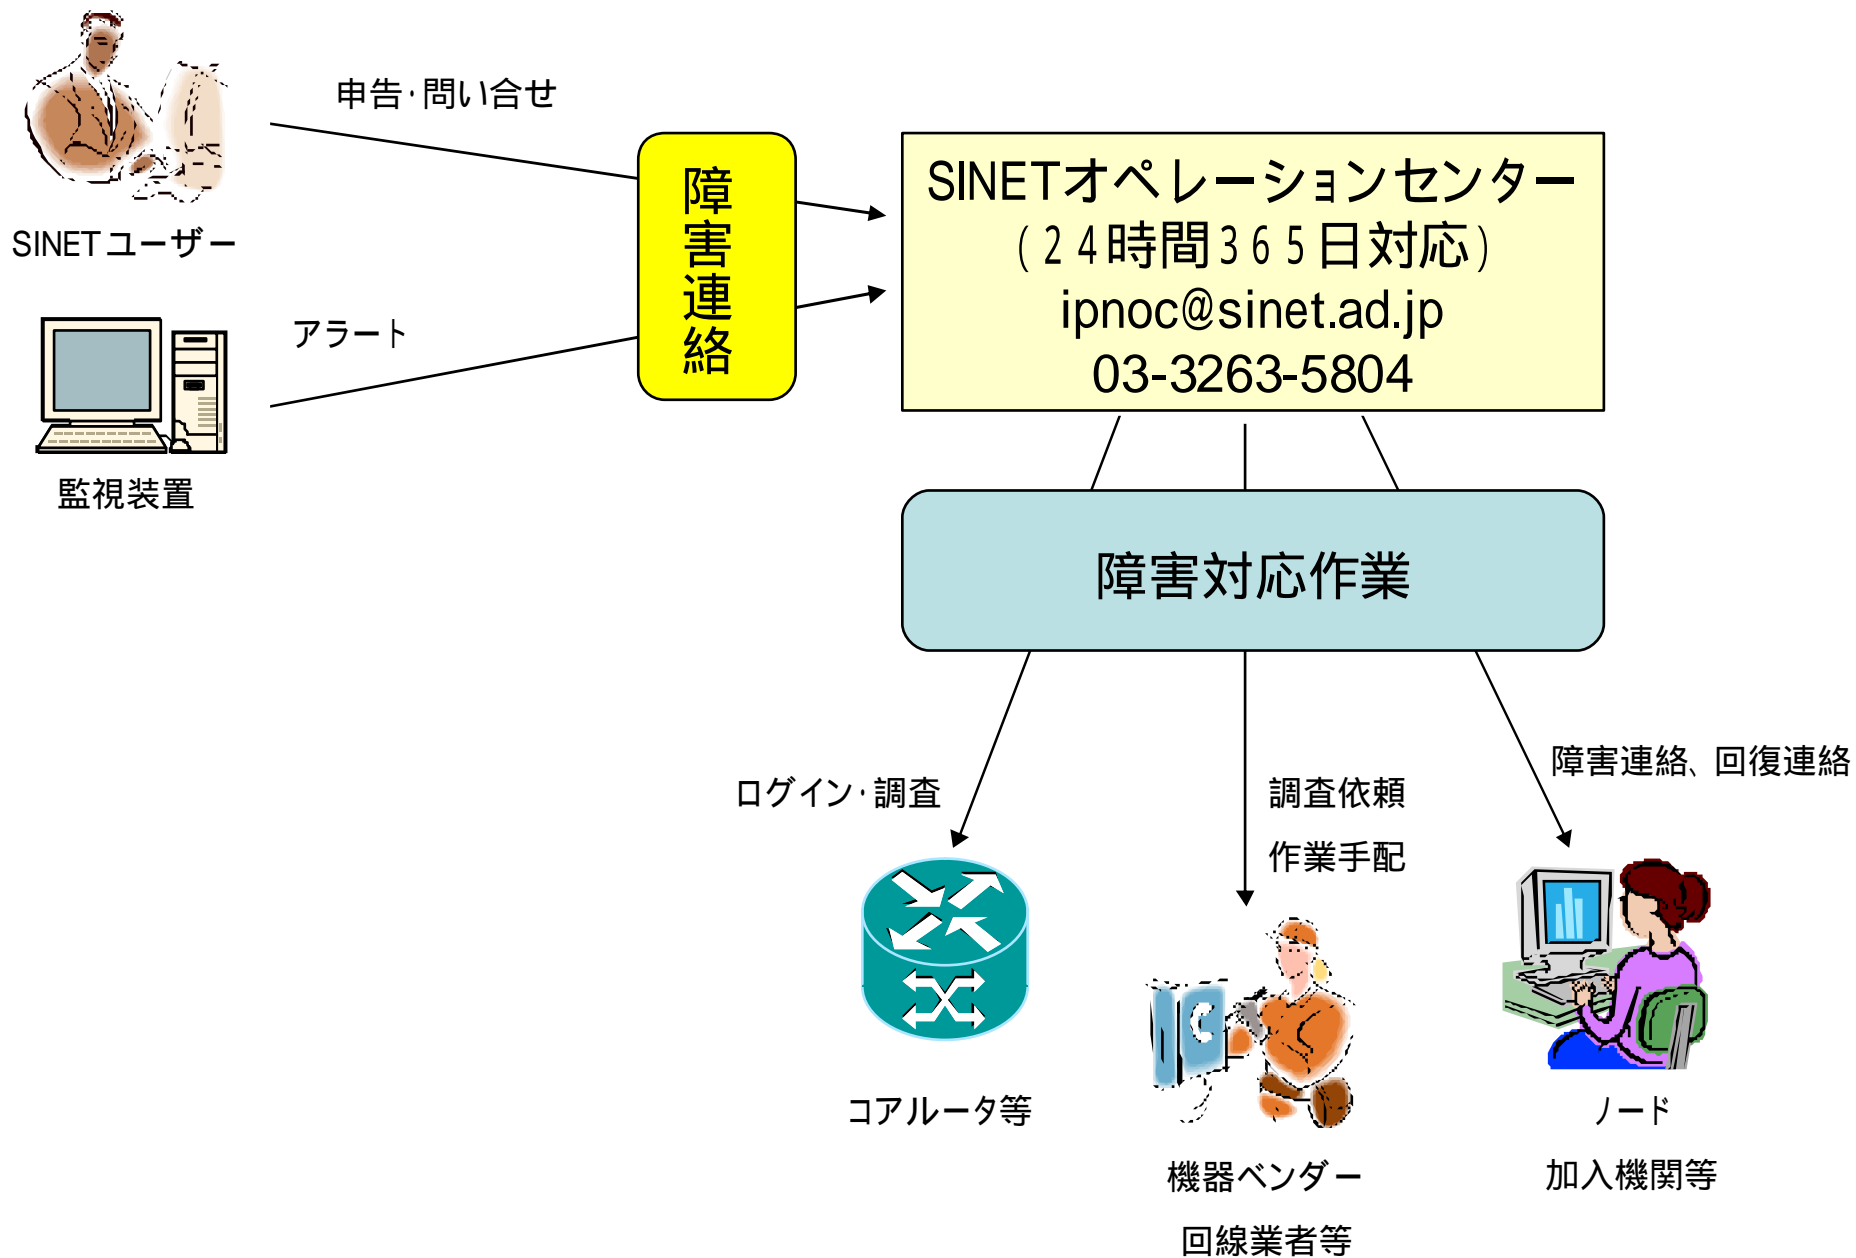 申告・問い合せ
SINETユーザー
アラート
監視装置
障害連絡
SINETオペレーションセンター
(24時間365日対応)
ipnoc@sinet.ad.jp
03-3263-5804
障害対応作業
ログイン・調査
調査依頼
作業手配
障害連絡、回復連絡
コアルータ等
機器ベンダー
回線業者等
ノード
加入機関等